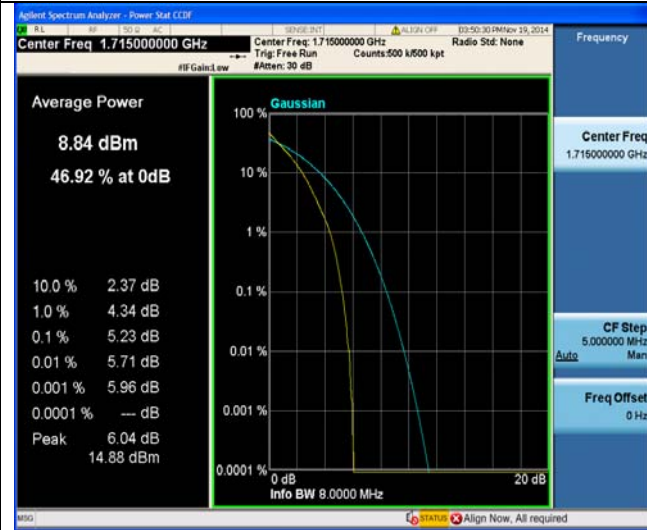 Agilent Spectrum Analyzer - Power Stat CCDF
RL RF 50 Ω AC SENSE:INT ALIGN OFF 03:50:30 PM Nov 19, 2014
Center Freq 1.715000000 GHz
Center Freq: 1.715000000 GHz Radio Std: None
Trig: Free Run Counts:500 k/500 kpt
#IFGain:Low #Atten: 30 dB
Frequency
Average Power
8.84 dBm
46.92 % at 0dB
10.0 % 2.37 dB
1.0 % 4.34 dB
0.1 % 5.23 dB
0.01 % 5.71 dB
0.001 % 5.96 dB
0.0001 % --- dB
Peak 6.04 dB
14.88 dBm
Gaussian
100 %
10 %
1 %
0.1 %
0.01 %
0.001 %
0.0001 %
0 dB 20 dB
Info BW 8.0000 MHz
Center Freq
1.715000000 GHz
CF Step
5.000000 MHz
Auto Man
Freq Offset
0 Hz
MSG STATUS Align Now, All required